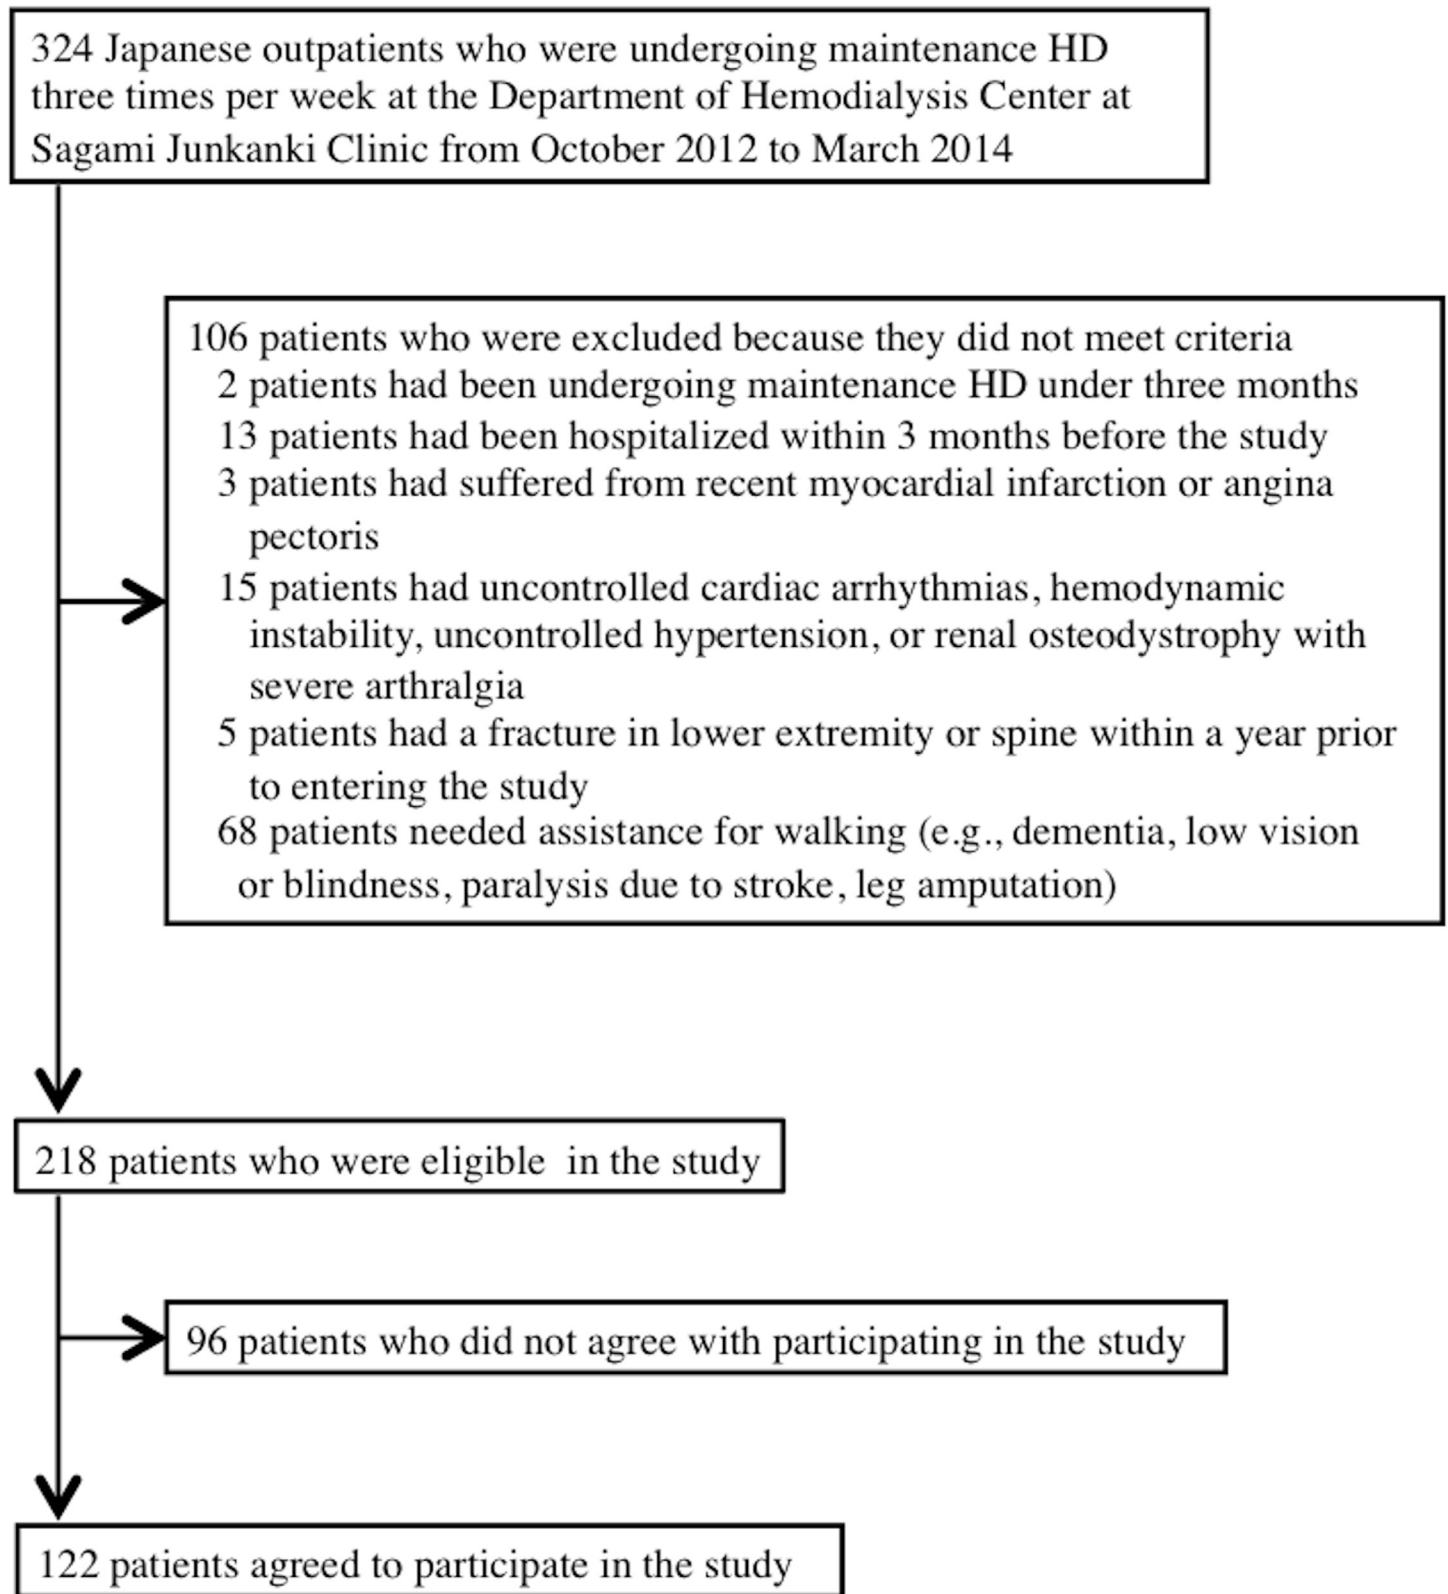 324 Japanese outpatients who were undergoing maintenance HD
three times per week at the Department of Hemodialysis Center at
Sagami Junkanki Clinic from October 2012 to March 2014
106 patients who were excluded because they did not meet criteria
2 patients had been undergoing maintenance HD under three months
13 patients had been hospitalized within 3 months before the study
3 patients had suffered from recent myocardial infarction or angina
pectoris
15 patients had uncontrolled cardiac arrhythmias, hemodynamic
instability, uncontrolled hypertension, or renal osteodystrophy with
severe arthralgia
5 patients had a fracture in lower extremity or spine within a year prior
to entering the study
68 patients needed assistance for walking (e.g., dementia, low vision
or blindness, paralysis due to stroke, leg amputation)
218 patients who were eligible in the study
96 patients who did not agree with participating in the study
122 patients agreed to participate in the study